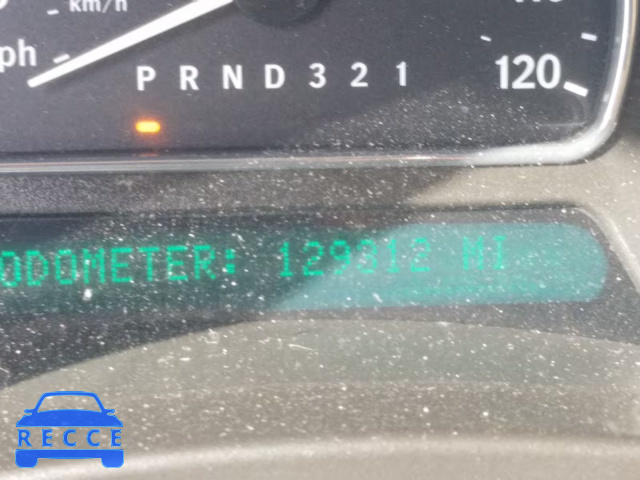 km/h
ph
P R N D 3 2 1
120
ODOMETER: 129312 MI
RECCE